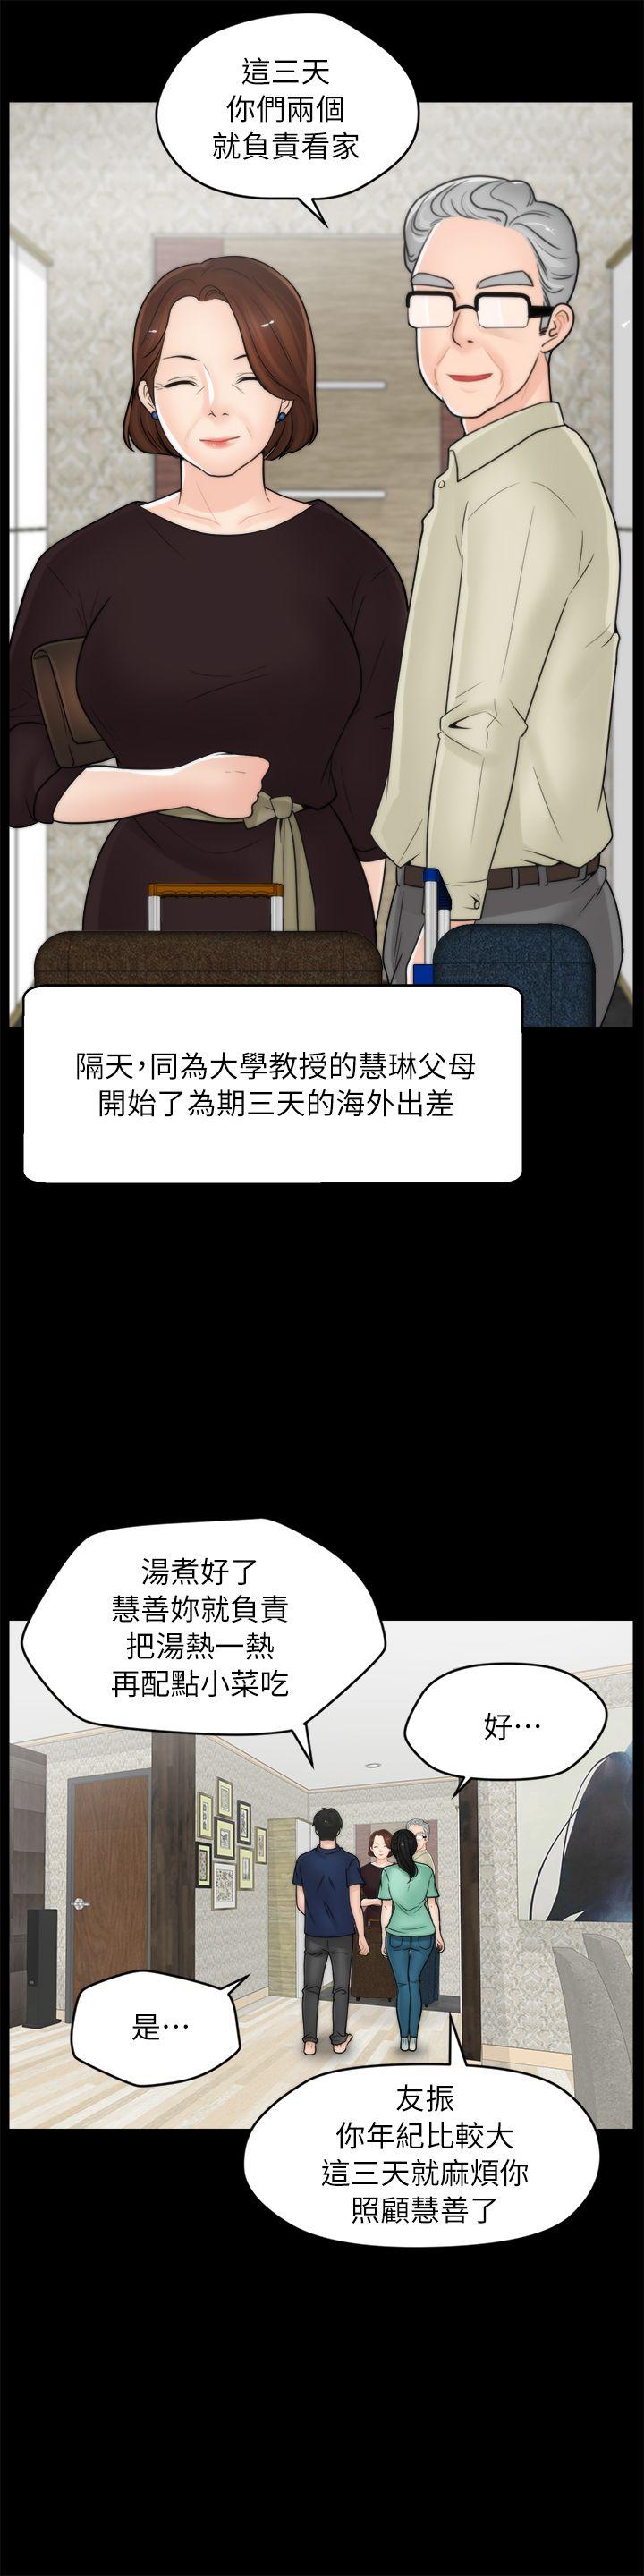 這三天
你們兩個
就負責看家
隔天，同為大學教授的慧琳父母
開始了為期三天的海外出差
湯煮好了
慧善妳就負責
把湯熱一熱
再配點小菜吃
好⋯
是⋯
友振
你年紀比較大
這三天就麻煩你
照顧慧善了